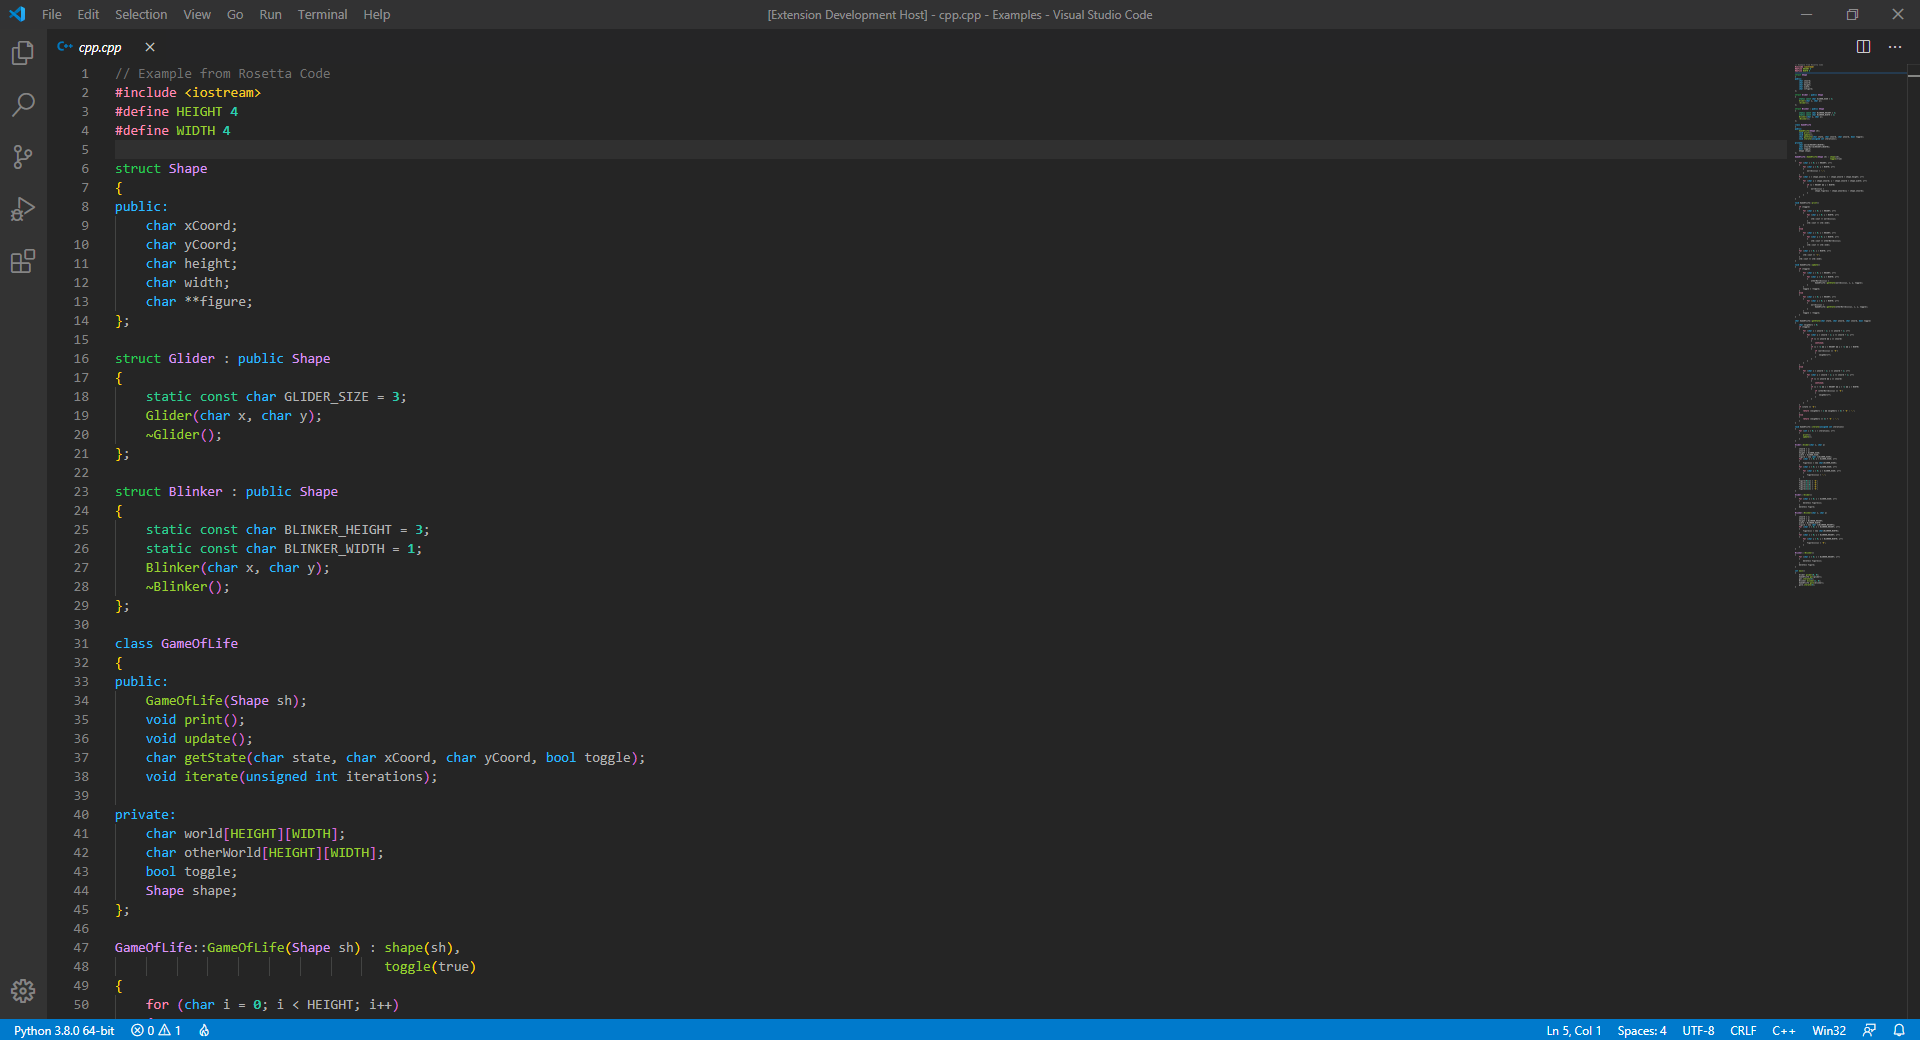 File Edit Selection View Go Run Terminal Help [Extension Development Host] - cpp.cpp - Examples - Visual Studio Code
C++ cpp.cpp
1 // Example from Rosetta Code
2 #include <iostream>
3 #define HEIGHT 4
4 #define WIDTH 4
5
6 struct Shape
7 {
8 public:
9     char xCoord;
10     char yCoord;
11     char height;
12     char width;
13     char **figure;
14 };
15
16 struct Glider : public Shape
17 {
18     static const char GLIDER_SIZE = 3;
19     Glider(char x, char y);
20     ~Glider();
21 };
22
23 struct Blinker : public Shape
24 {
25     static const char BLINKER_HEIGHT = 3;
26     static const char BLINKER_WIDTH = 1;
27     Blinker(char x, char y);
28     ~Blinker();
29 };
30
31 class GameOfLife
32 {
33 public:
34     GameOfLife(Shape sh);
35     void print();
36     void update();
37     char getState(char state, char xCoord, char yCoord, bool toggle);
38     void iterate(unsigned int iterations);
39
40 private:
41     char world[HEIGHT][WIDTH];
42     char otherWorld[HEIGHT][WIDTH];
43     bool toggle;
44     Shape shape;
45 };
46
47 GameOfLife::GameOfLife(Shape sh) : shape(sh),
48                                    toggle(true)
49 {
50     for (char i = 0; i < HEIGHT; i++)
Python 3.8.0 64-bit 0 1 Ln 5, Col 1 Spaces: 4 UTF-8 CRLF C++ Win32